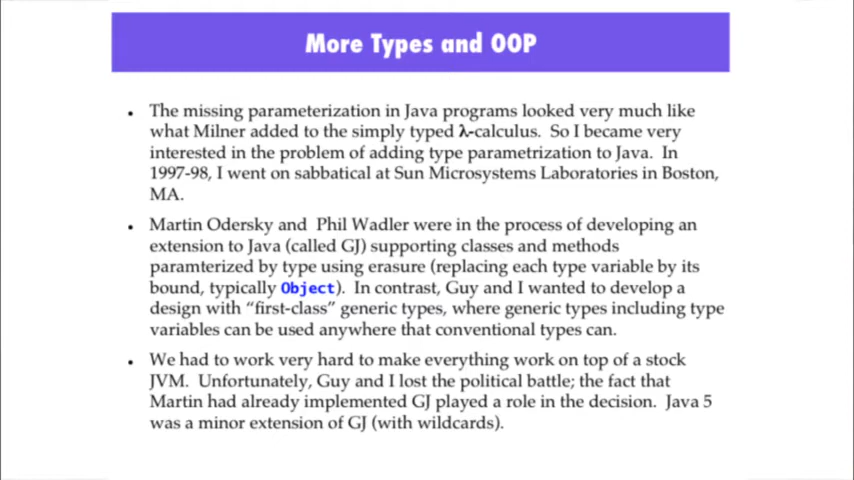 More Types and OOP
• The missing parameterization in Java programs looked very much like
what Milner added to the simply typed λ-calculus. So I became very
interested in the problem of adding type parametrization to Java. In
1997-98, I went on sabbatical at Sun Microsystems Laboratories in Boston,
MA.
• Martin Odersky and Phil Wadler were in the process of developing an
extension to Java (called GJ) supporting classes and methods
paramterized by type using erasure (replacing each type variable by its
bound, typically Object). In contrast, Guy and I wanted to develop a
design with “first-class” generic types, where generic types including type
variables can be used anywhere that conventional types can.
• We had to work very hard to make everything work on top of a stock
JVM. Unfortunately, Guy and I lost the political battle; the fact that
Martin had already implemented GJ played a role in the decision. Java 5
was a minor extension of GJ (with wildcards).